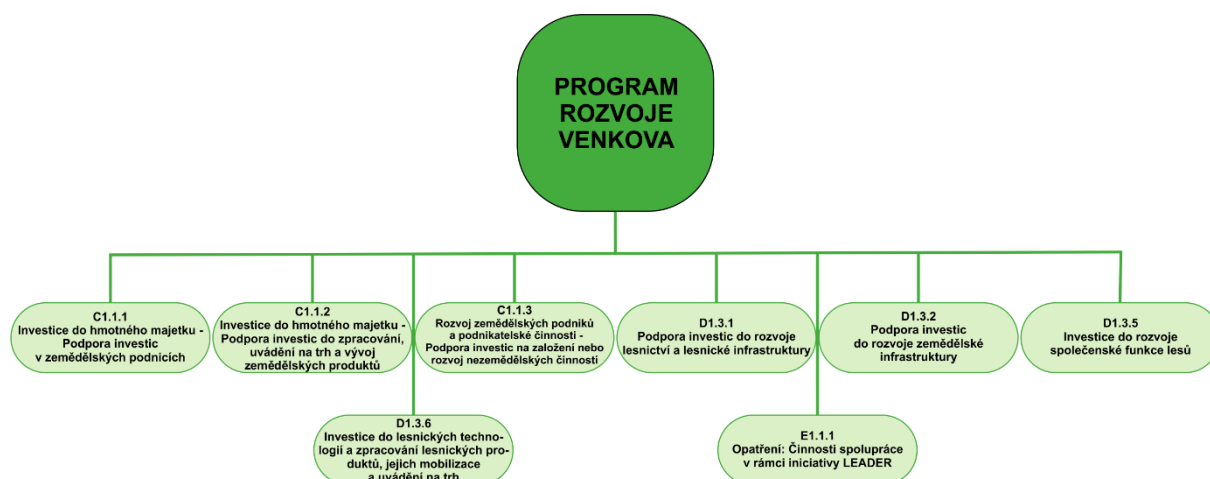 PROGRAM
ROZVOJE
VENKOVA
C1.1.1
Investice do hmotného majetku -
Podpora investic
v zemědělských podnicích
C1.1.2
Investice do hmotného majetku -
Podpora investic do zpracování,
uvádění na trh a vývoj
zemědělských produktů
C1.1.3
Rozvoj zemědělských podniků
a podnikatelské činnosti -
Podpora investic na založení nebo
rozvoj nezemědělských činností
D1.3.1
Podpora investic do rozvoje
lesnictví a lesnické infrastruktury
D1.3.2
Podpora investic
do rozvoje zemědělské
infrastruktury
D1.3.5
Investice do rozvoje
společenské funkce lesů
D1.3.6
Investice do lesnických techno-
logií a zpracování lesnických pro-
duktů, jejich mobilizace
a uvádění na trh
E1.1.1
Opatření: Činnosti spolupráce
v rámci iniciativy LEADER